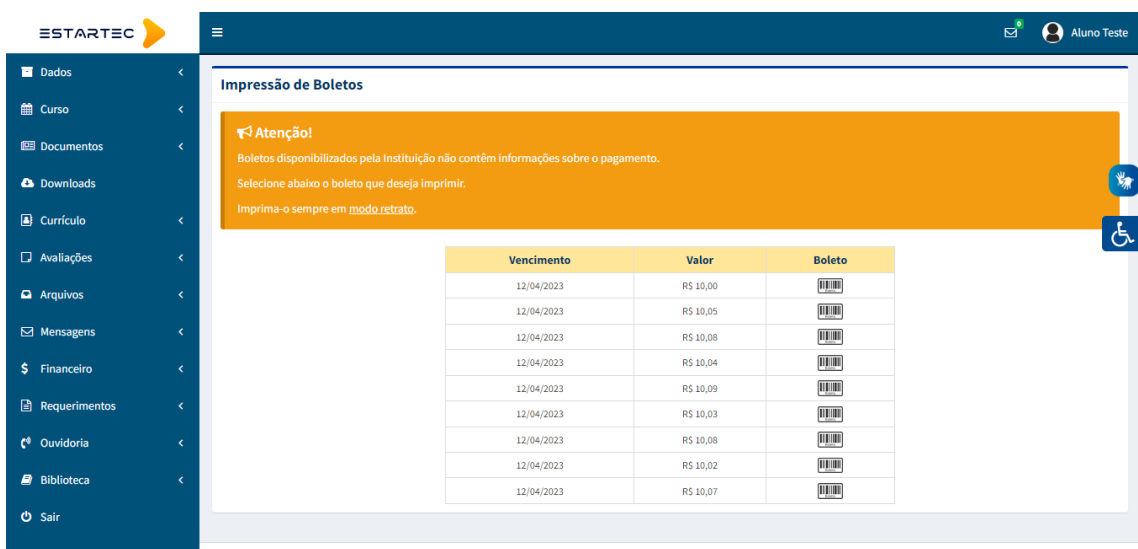 ESTARTEC
0
Aluno Teste
Dados
Curso
Documentos
Downloads
Currículo
Avaliações
Arquivos
Mensagens
Financeiro
Requerimentos
Ouvidoria
Biblioteca
Sair
Impressão de Boletos
Atenção!
Boletos disponibilizados pela Instituição não contêm informações sobre o pagamento.
Selecione abaixo o boleto que deseja imprimir.
Imprima-o sempre em modo retrato.
Vencimento Valor Boleto
12/04/2023 R$ 10,00
12/04/2023 R$ 10,05
12/04/2023 R$ 10,08
12/04/2023 R$ 10,04
12/04/2023 R$ 10,09
12/04/2023 R$ 10,03
12/04/2023 R$ 10,08
12/04/2023 R$ 10,02
12/04/2023 R$ 10,07